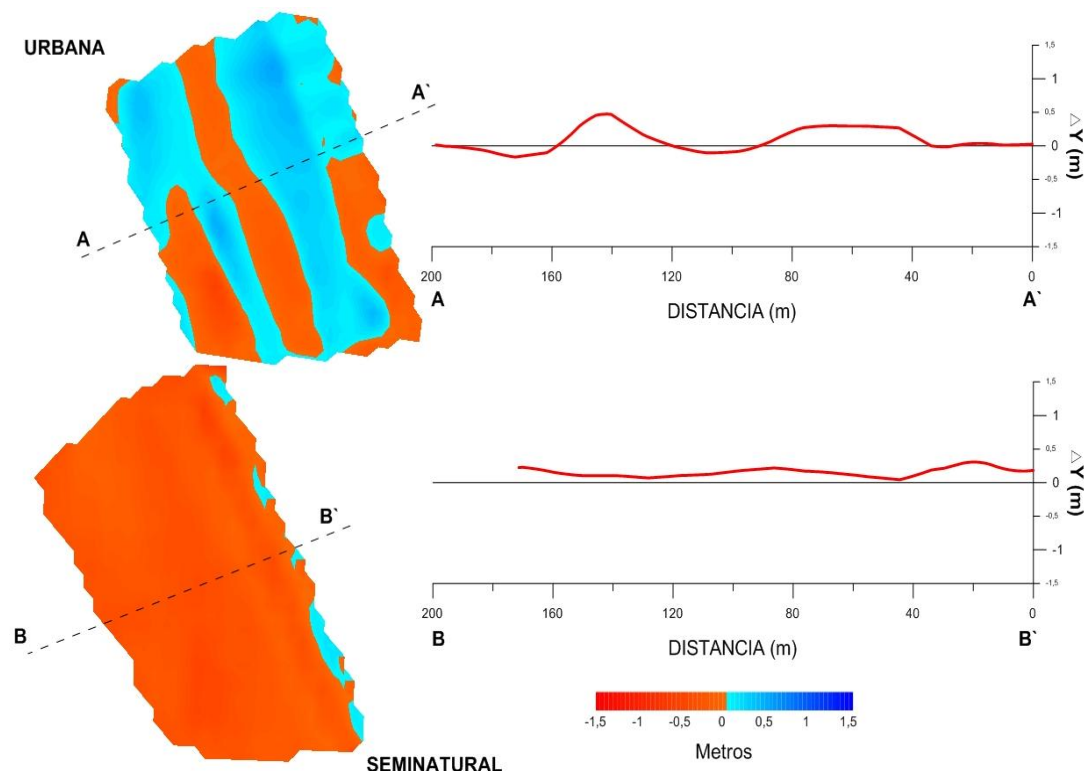 URBANA
A`
A
1,5
1
0,5
0
-0,5
-1
-1,5
△Y (m)
200 160 120 80 40 0
A A`
DISTANCIA (m)
B`
B
1,5
1
0,5
0
-0,5
-1
-1,5
△Y (m)
200 160 120 80 40 0
B B`
DISTANCIA (m)
-1,5 -1 -0,5 0 0,5 1 1,5
Metros
SEMINATURAL